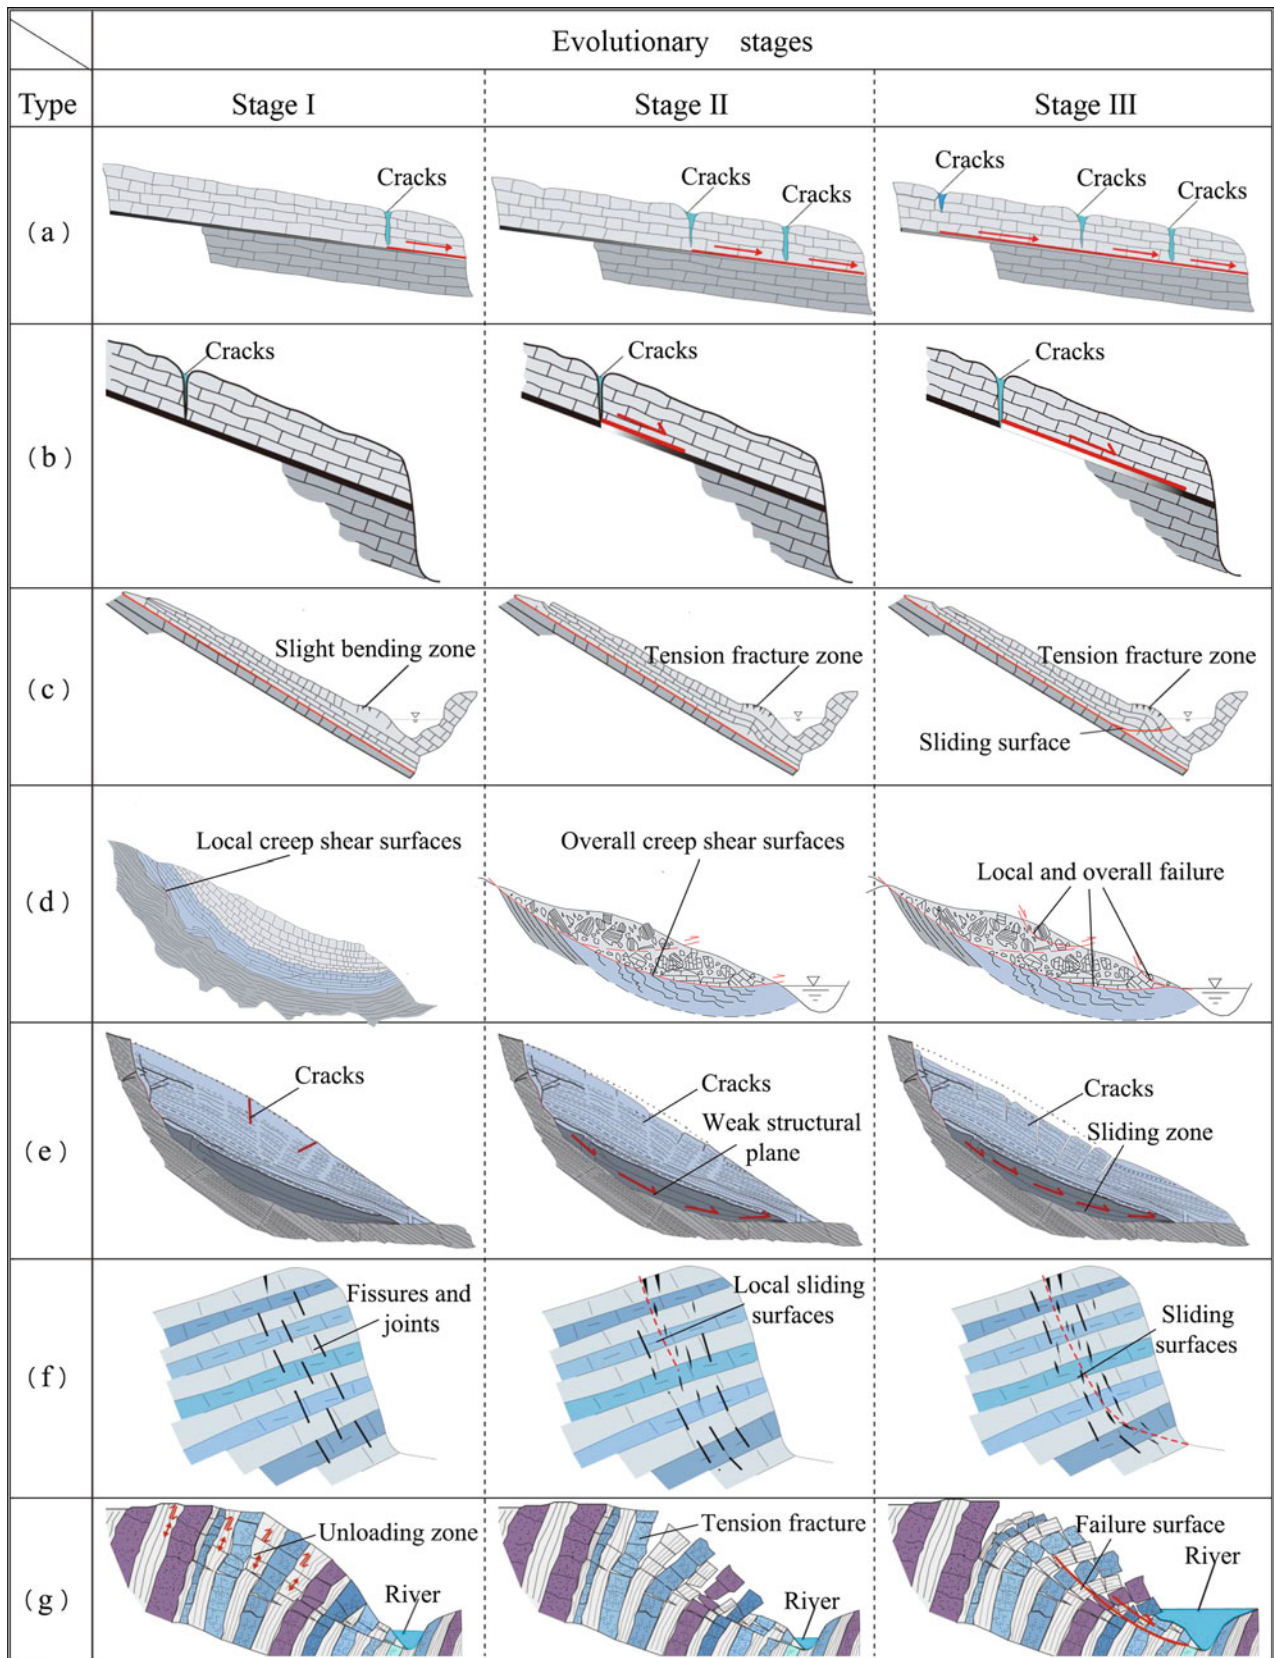 Evolutionary stages
Type
Stage I
Stage II
Stage III
(a)
Cracks
Cracks
Cracks
Cracks
Cracks
Cracks
(b)
Cracks
Cracks
Cracks
(c)
Slight bending zone
Tension fracture zone
Tension fracture zone
Sliding surface
(d)
Local creep shear surfaces
Overall creep shear surfaces
Local and overall failure
(e)
Cracks
Cracks
Weak structural
plane
Cracks
Sliding zone
(f)
Fissures and
joints
Local sliding
surfaces
Sliding
surfaces
(g)
Unloading zone
River
Tension fracture
River
Failure surface
River